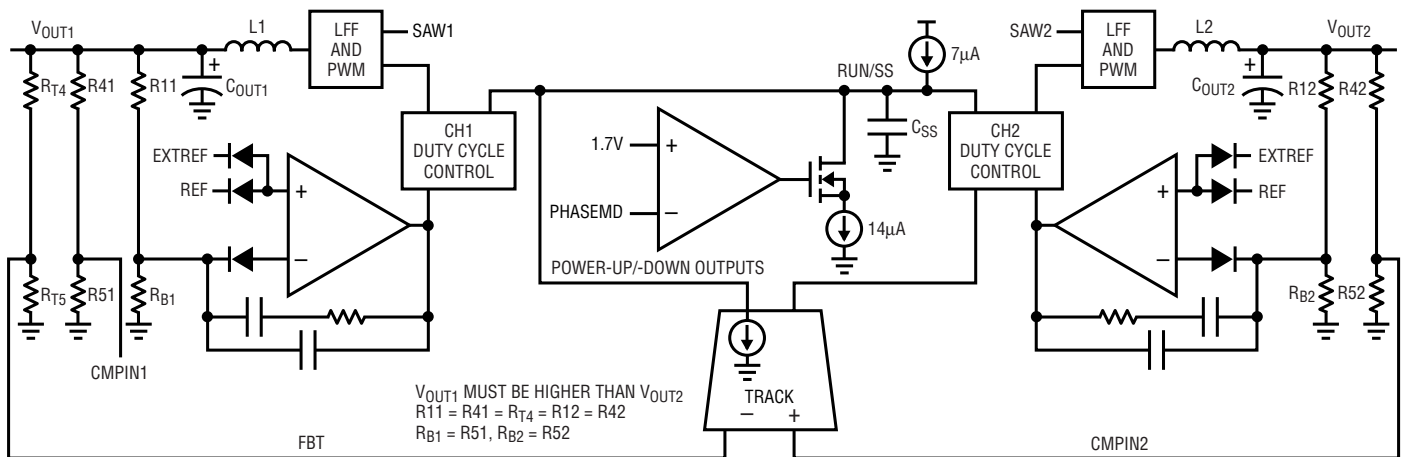 VOUT1
L1
LFF
AND
PWM
SAW1
RT4
R41
R11
+
COUT1
CH1
DUTY CYCLE
CONTROL
EXTREF
REF
+
−
RT5
R51
RB1
CMPIN1
FBT
1.7V
+
PHASEMD
−
RUN/SS
7µA
CSS
14µA
POWER-UP/-DOWN OUTPUTS
TRACK
− +
VOUT1 MUST BE HIGHER THAN VOUT2
R11 = R41 = RT4 = R12 = R42
RB1 = R51, RB2 = R52
SAW2
LFF
AND
PWM
L2
VOUT2
+
COUT2
R12
R42
CH2
DUTY CYCLE
CONTROL
EXTREF
REF
+
−
RB2
R52
CMPIN2